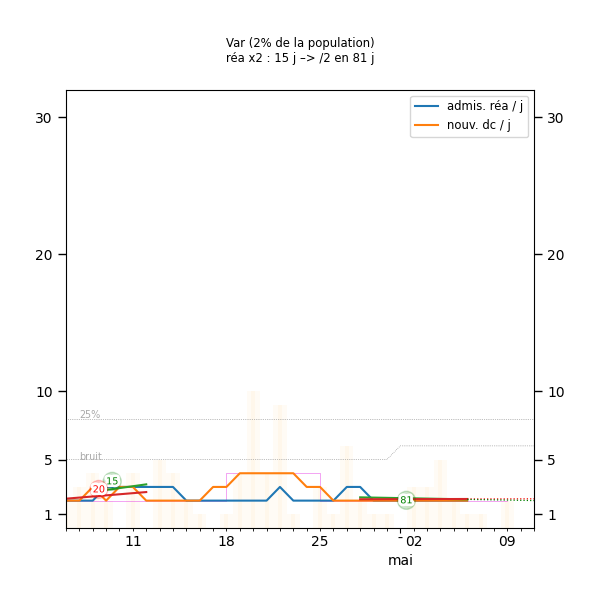 Var (2% de la population)
réa x2 : 15 j –> /2 en 81 j
admis. réa / j
nouv. dc / j
30 30
20 20
10 10
25%
5 bruit 5
15
20
81
1 1
11 18 25 02 09
mai